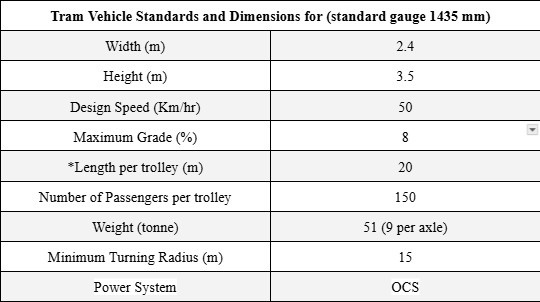 Tram Vehicle Standards and Dimensions for (standard gauge 1435 mm)
Width (m) 2.4
Height (m) 3.5
Design Speed (Km/hr) 50
Maximum Grade (%) 8
*Length per trolley (m) 20
Number of Passengers per trolley 150
Weight (tonne) 51 (9 per axle)
Minimum Turning Radius (m) 15
Power System OCS